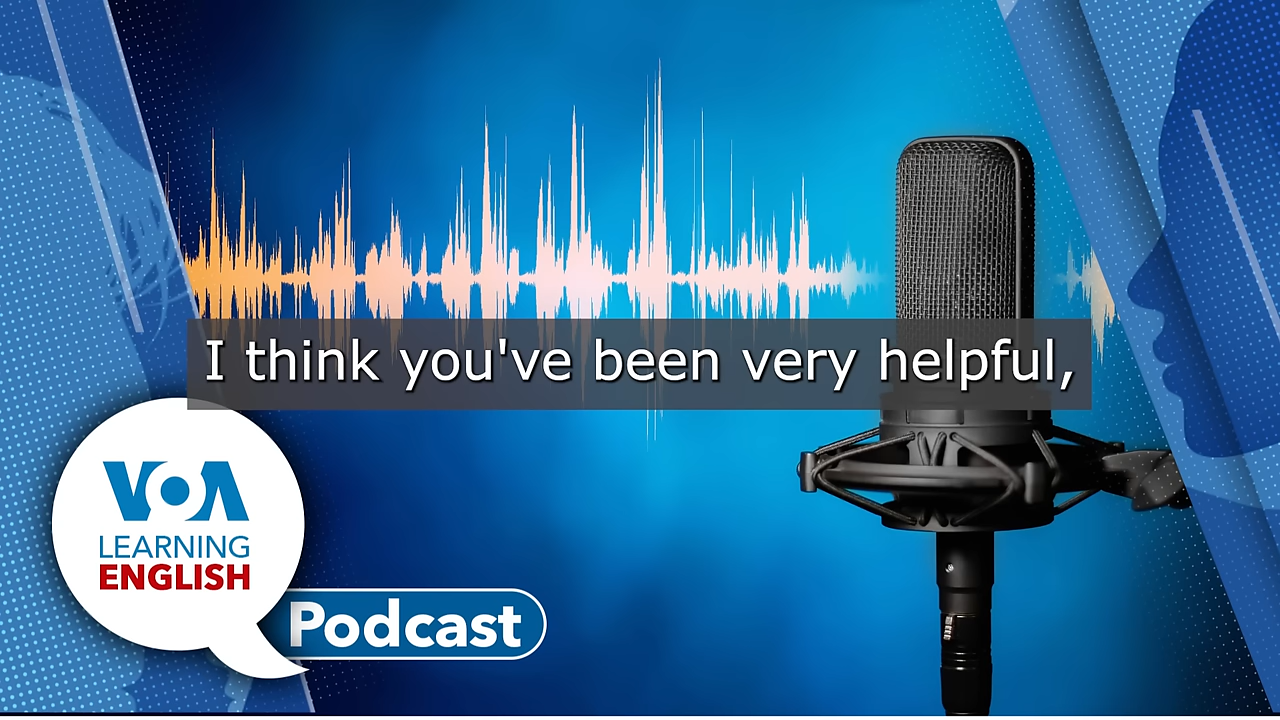 I think you've been very helpful,
VOA
LEARNING
ENGLISH
Podcast